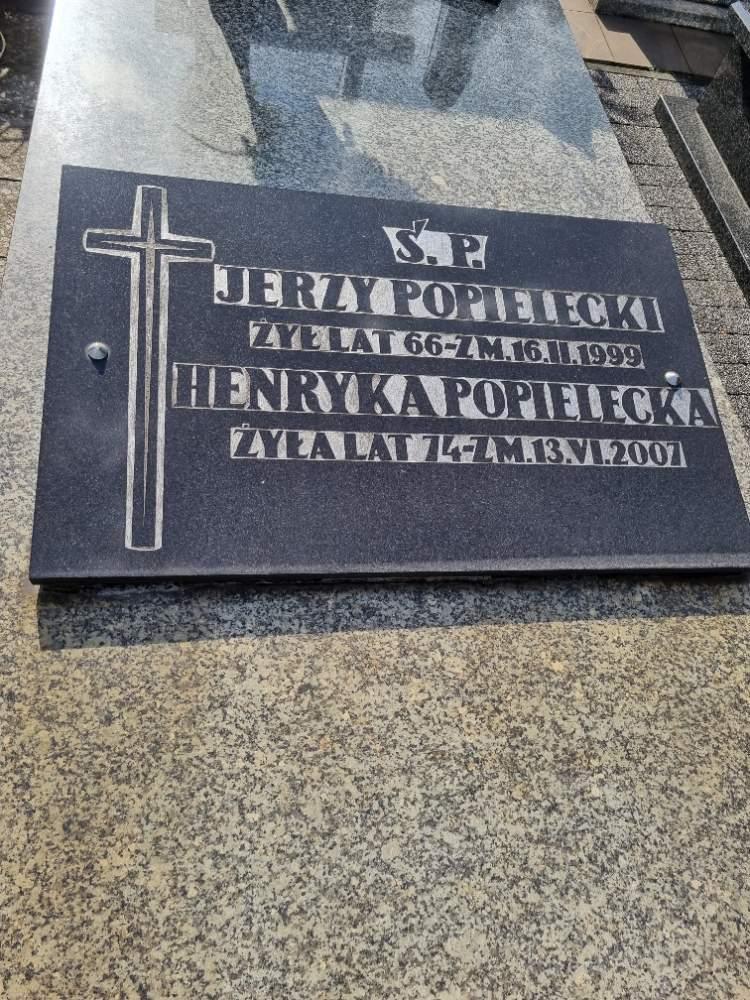 Ś. P.
JERZY POPIELECKI
ŻYŁ LAT 66-ZM.16.II.1999
HENRYKA POPIELECKA
ŻYŁA LAT 74-ZM.13.VI.2007